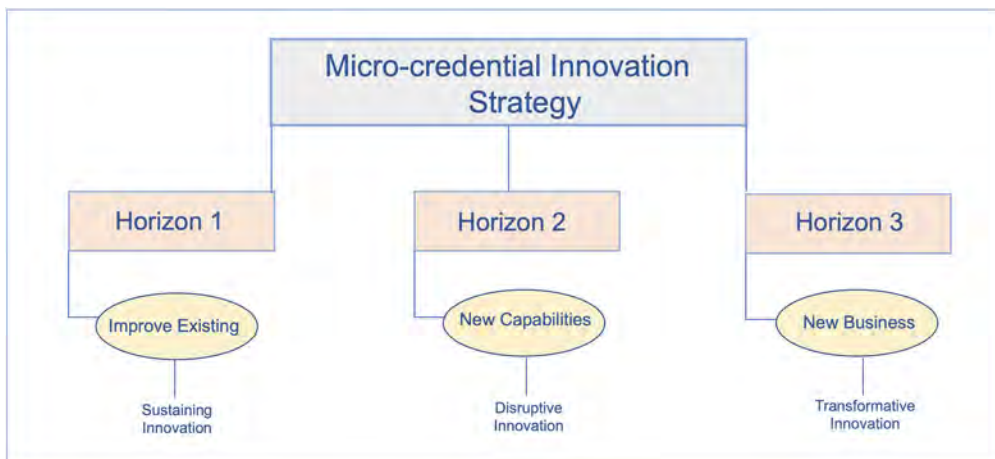 Micro-credential Innovation
Strategy
Horizon 1
Horizon 2
Horizon 3
Improve Existing
New Capabilities
New Business
Sustaining
Innovation
Disruptive
Innovation
Transformative
Innovation